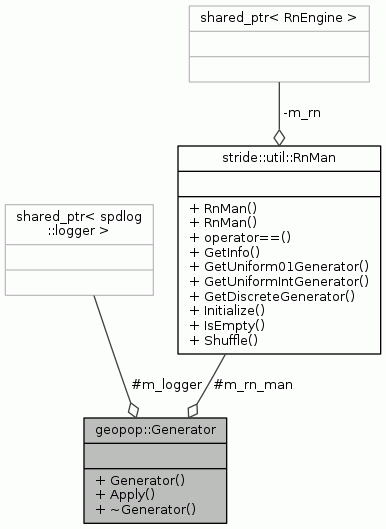 shared_ptr< RnEngine >
-m_rn
stride::util::RnMan
+ RnMan()
+ RnMan()
+ operator==()
+ GetInfo()
+ GetUniform01Generator()
+ GetUniformIntGenerator()
+ GetDiscreteGenerator()
+ Initialize()
+ IsEmpty()
+ Shuffle()
shared_ptr< spdlog
::logger >
#m_logger
#m_rn_man
geopop::Generator
+ Generator()
+ Apply()
+ ~Generator()